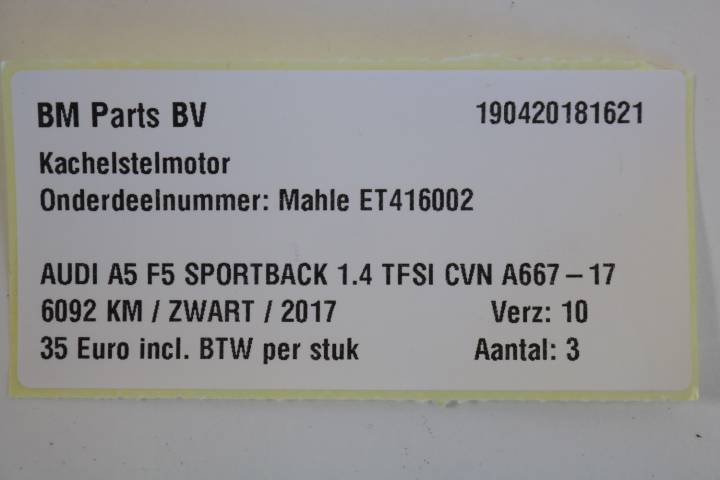 BM Parts BV 190420181621
Kachelstelmotor
Onderdeelnummer: Mahle ET416002
AUDI A5 F5 SPORTBACK 1.4 TFSI CVN A667 – 17
6092 KM / ZWART / 2017 Verz: 10
35 Euro incl. BTW per stuk Aantal: 3